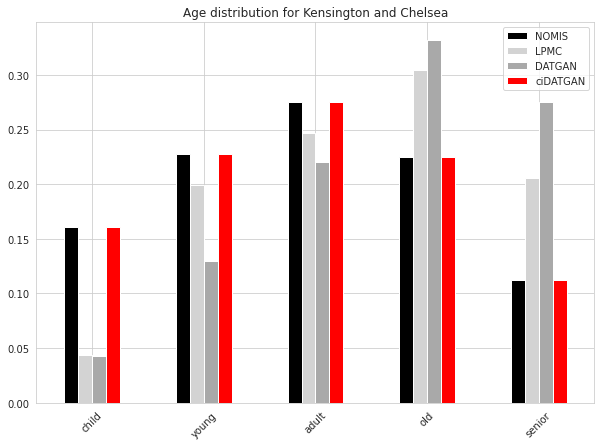 Age distribution for Kensington and Chelsea
NOMIS
LPMC
DATGAN
ciDATGAN
0.30
0.25
0.20
0.15
0.10
0.05
0.00
child
young
adult
old
senior